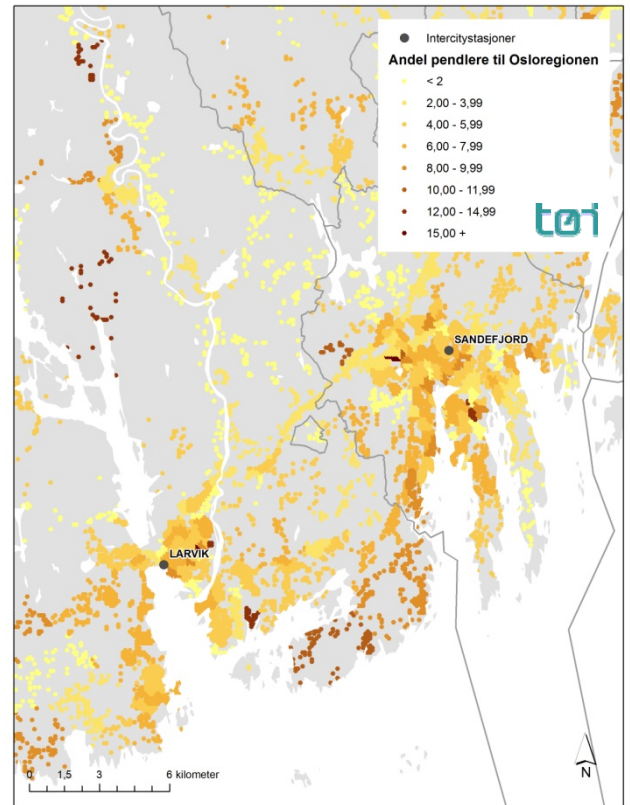 Intercitystasjoner
Andel pendlere til Osloregionen
< 2
2,00 - 3,99
4,00 - 5,99
6,00 - 7,99
8,00 - 9,99
10,00 - 11,99
12,00 - 14,99
15,00 +
tøi
SANDEFJORD
LARVIK
0 1,5 3 6 kilometer
N